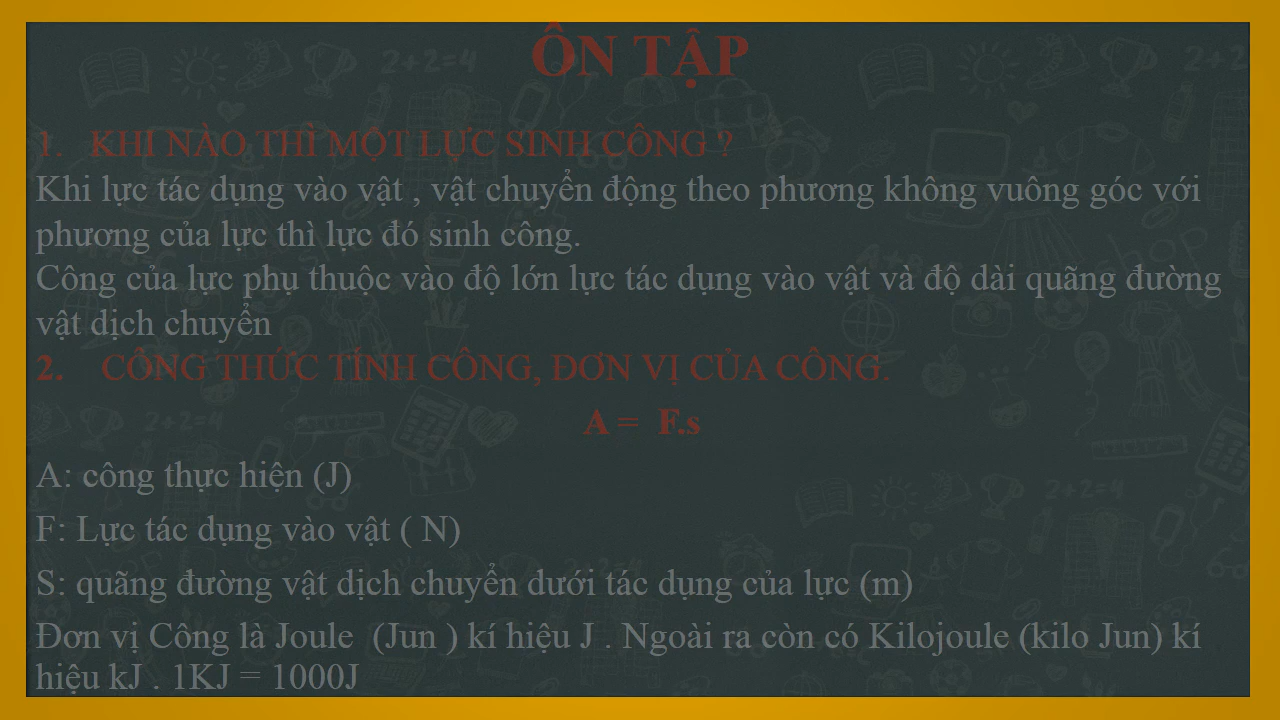 ÔN TẬP
1. KHI NÀO THÌ MỘT LỰC SINH CÔNG ?
Khi lực tác dụng vào vật , vật chuyển động theo phương không vuông góc với
phương của lực thì lực đó sinh công.
Công của lực phụ thuộc vào độ lớn lực tác dụng vào vật và độ dài quãng đường
vật dịch chuyển
2. CÔNG THỨC TÍNH CÔNG, ĐƠN VỊ CỦA CÔNG.
A = F.s
A: công thực hiện (J)
F: Lực tác dụng vào vật ( N)
S: quãng đường vật dịch chuyển dưới tác dụng của lực (m)
Đơn vị Công là Joule (Jun ) kí hiệu J . Ngoài ra còn có Kilojoule (kilo Jun) kí
hiệu kJ . 1KJ = 1000J